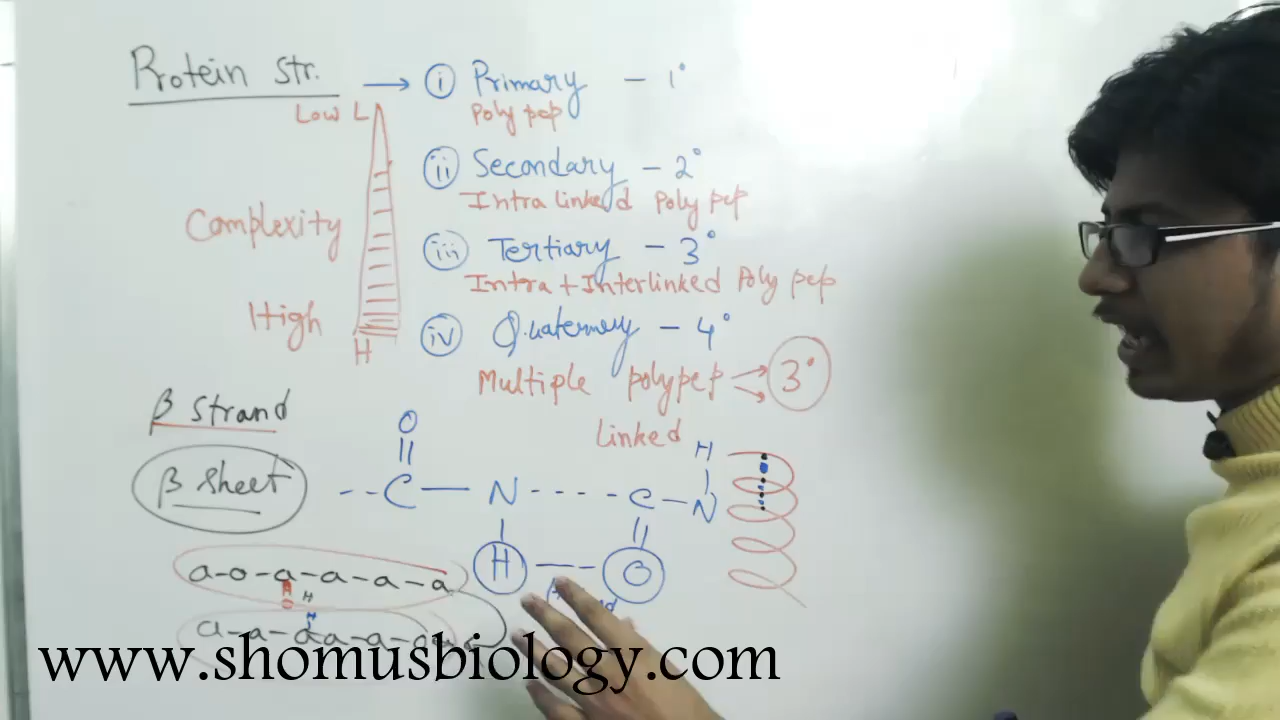 Protein Str.
(i) Primary - 1°
Low L
Poly pep
(ii) Secondary - 2°
Intra linked Poly pep
Complexity
(iii) Tertiary - 3°
Intra + Interlinked Poly pep
High
H
(iv) Quaternary - 4°
Multiple polypep 3°
Linked
β Strand
β Sheet
O
H
C N C N
H O
a-o-a-a-a-a
H
H
www.shomusbiology.com